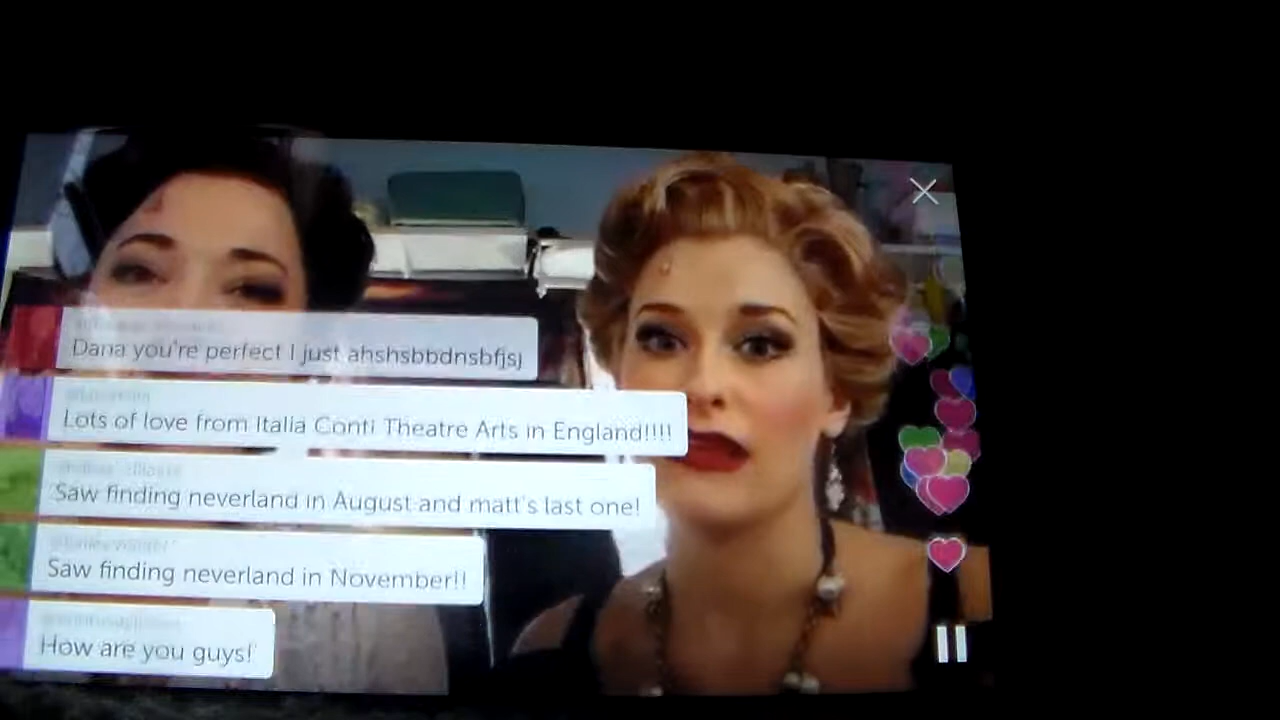 Dana you're perfect I just ahshsbbdnsbfjsj
Lots of love from Italia Conti Theatre Arts in England!!!!
Saw finding neverland in August and matt's last one!
Saw finding neverland in November!!
How are you guys!